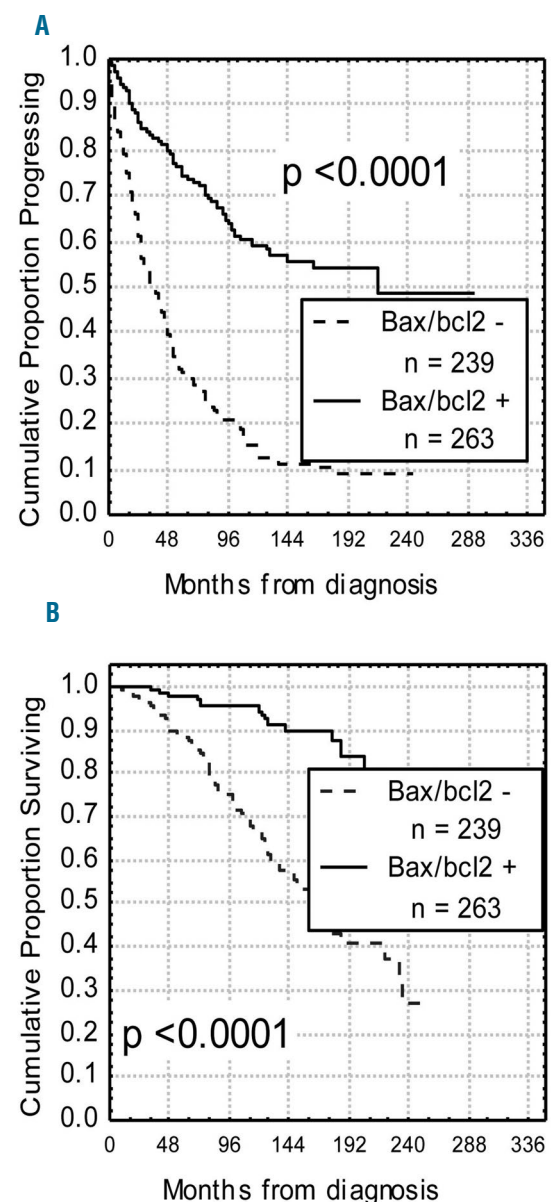 A
Cumulative Proportion Progressing
1.0
0.9
0.8
0.7
0.6
0.5
0.4
0.3
0.2
0.1
0.0
p <0.0001
Bax/bcl2 -
n = 239
Bax/bcl2 +
n = 263
0 48 96 144 192 240 288 336
Months from diagnosis
B
Cumulative Proportion Surviving
1.0
0.9
0.8
0.7
0.6
0.5
0.4
0.3
0.2
0.1
0.0
Bax/bcl2 -
n = 239
Bax/bcl2 +
n = 263
p <0.0001
0 48 96 144 192 240 288 336
Months from diagnosis